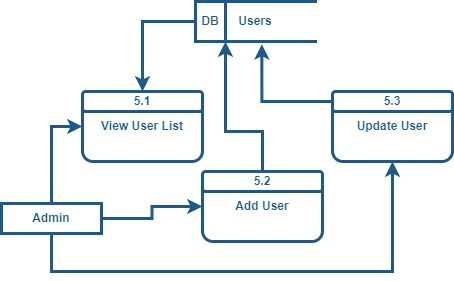 DB Users
5.1
View User List
5.3
Update User
5.2
Add User
Admin